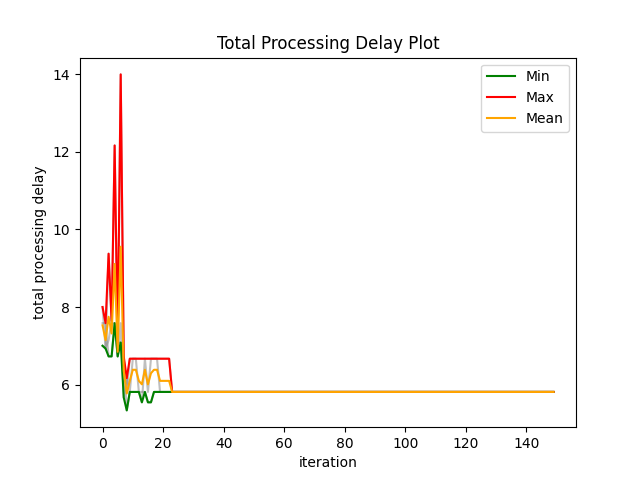 Total Processing Delay Plot
Min
Max
Mean
total processing delay
14
12
10
8
6
0
20
40
60
80
100
120
140
iteration